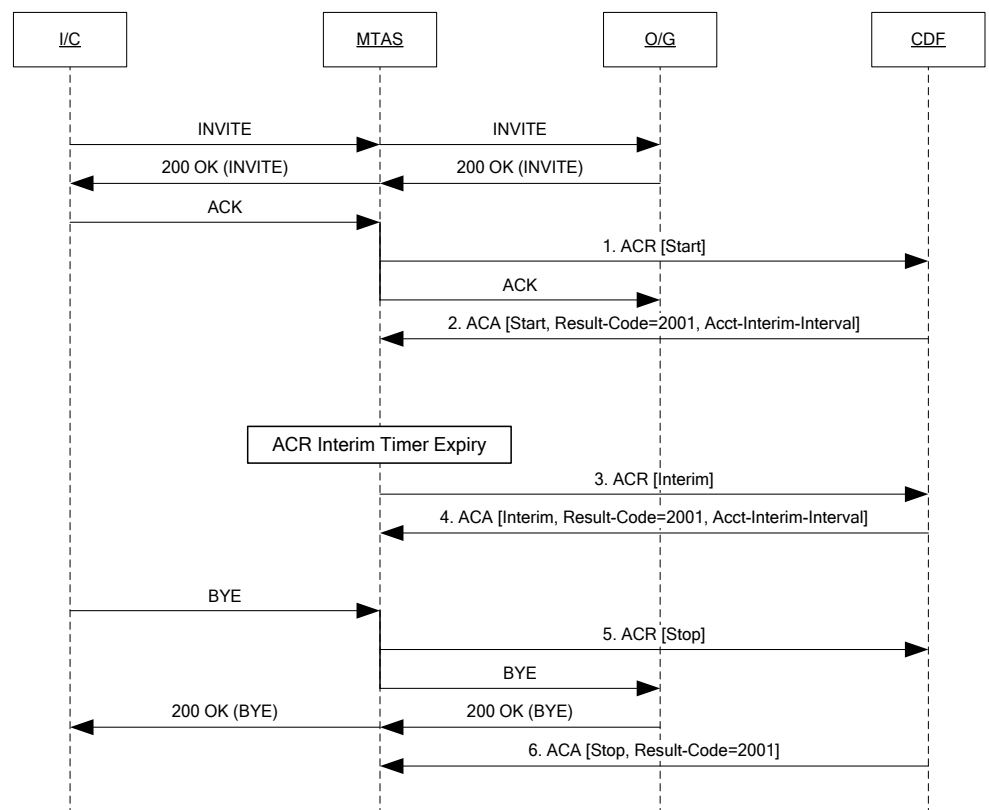 I/C
MTAS
O/G
CDF
INVITE
INVITE
200 OK (INVITE)
200 OK (INVITE)
ACK
1. ACR [Start]
ACK
2. ACA [Start, Result-Code=2001, Acct-Interim-Interval]
ACR Interim Timer Expiry
3. ACR [Interim]
4. ACA [Interim, Result-Code=2001, Acct-Interim-Interval]
BYE
5. ACR [Stop]
BYE
200 OK (BYE)
200 OK (BYE)
6. ACA [Stop, Result-Code=2001]